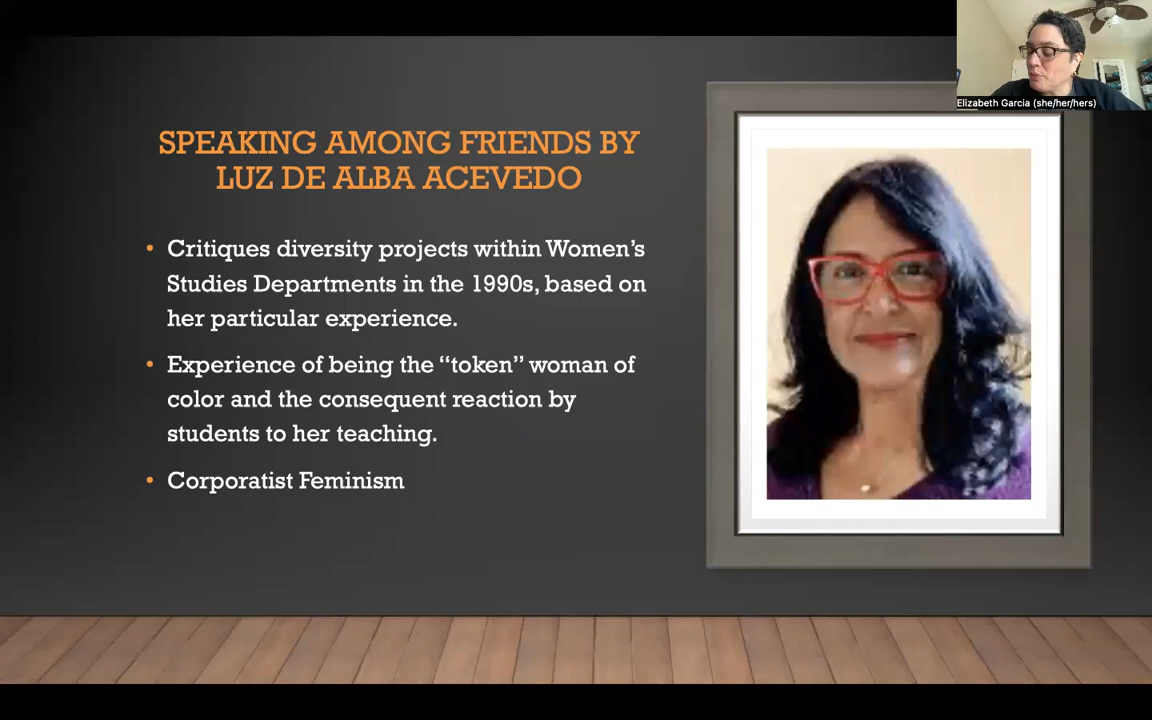 Elizabeth Garcia (she/her/hers)
SPEAKING AMONG FRIENDS BY
LUZ DE ALBA ACEVEDO
• Critiques diversity projects within Women’s
Studies Departments in the 1990s, based on
her particular experience.
• Experience of being the “token” woman of
color and the consequent reaction by
students to her teaching.
• Corporatist Feminism